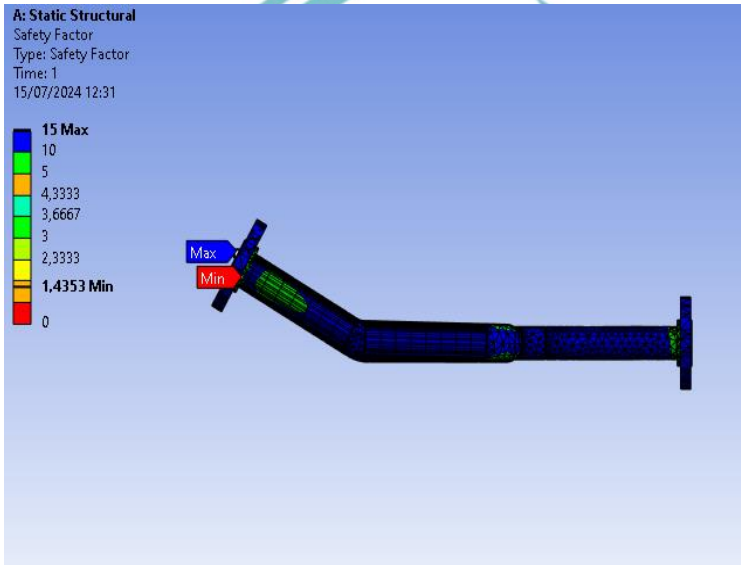 A: Static Structural
Safety Factor
Type: Safety Factor
Time: 1
15/07/2024 12:31
15 Max
10
5
4,3333
3,6667
3
2,3333
1,4353 Min
0
Max
Min